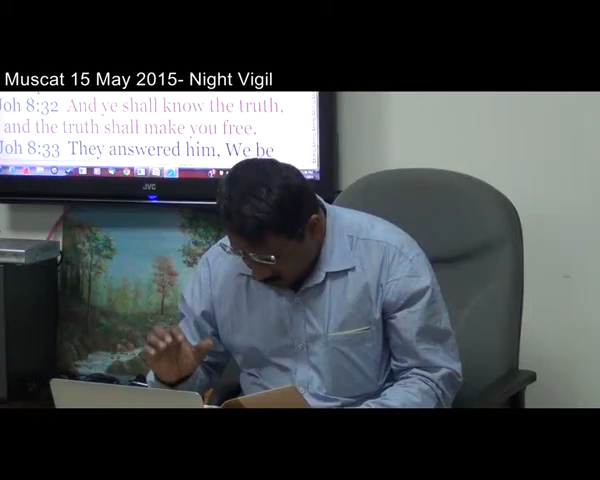 Muscat 15 May 2015- Night Vigil
Joh 8:32 And ye shall know the truth,
and the truth shall make you free.
Joh 8:33 They answered him, We be
JVC